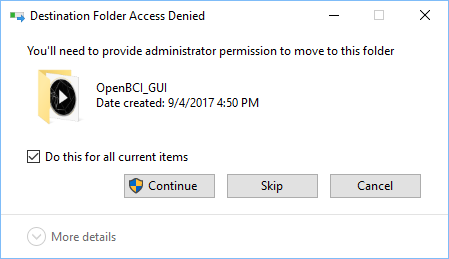 Destination Folder Access Denied
You'll need to provide administrator permission to move to this folder
OpenBCI_GUI
Date created: 9/4/2017 4:50 PM
Do this for all current items
Continue Skip Cancel
More details